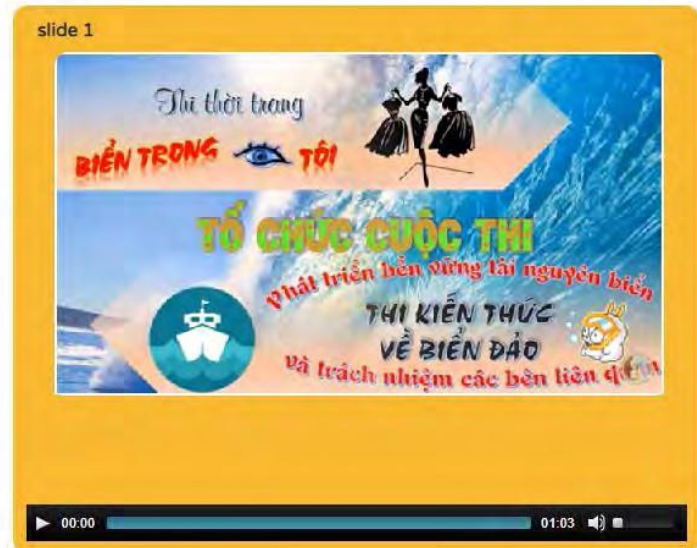 slide 1
Thi thời trang
BIỂN TRONG TÔI
TỔ CHỨC CUỘC THI
Phát triển bền vững tài nguyên biển
THI KIẾN THỨC
VỀ BIỂN ĐẢO
và trách nhiệm các bên liên quan
00:00
01:03